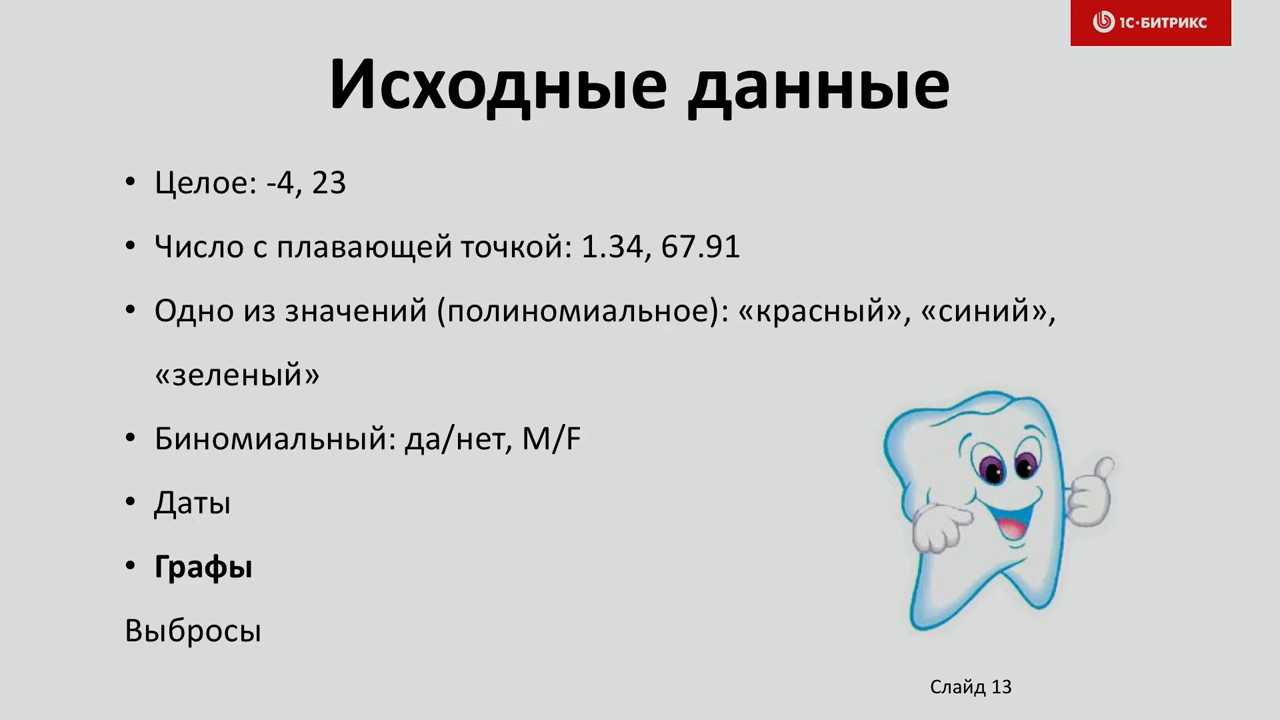 1С·БИТРИКС
Исходные данные
• Целое: -4, 23
• Число с плавающей точкой: 1.34, 67.91
• Одно из значений (полиномиальное): «красный», «синий»,
«зеленый»
• Биномиальный: да/нет, M/F
• Даты
• Графы
Выбросы
Слайд 13